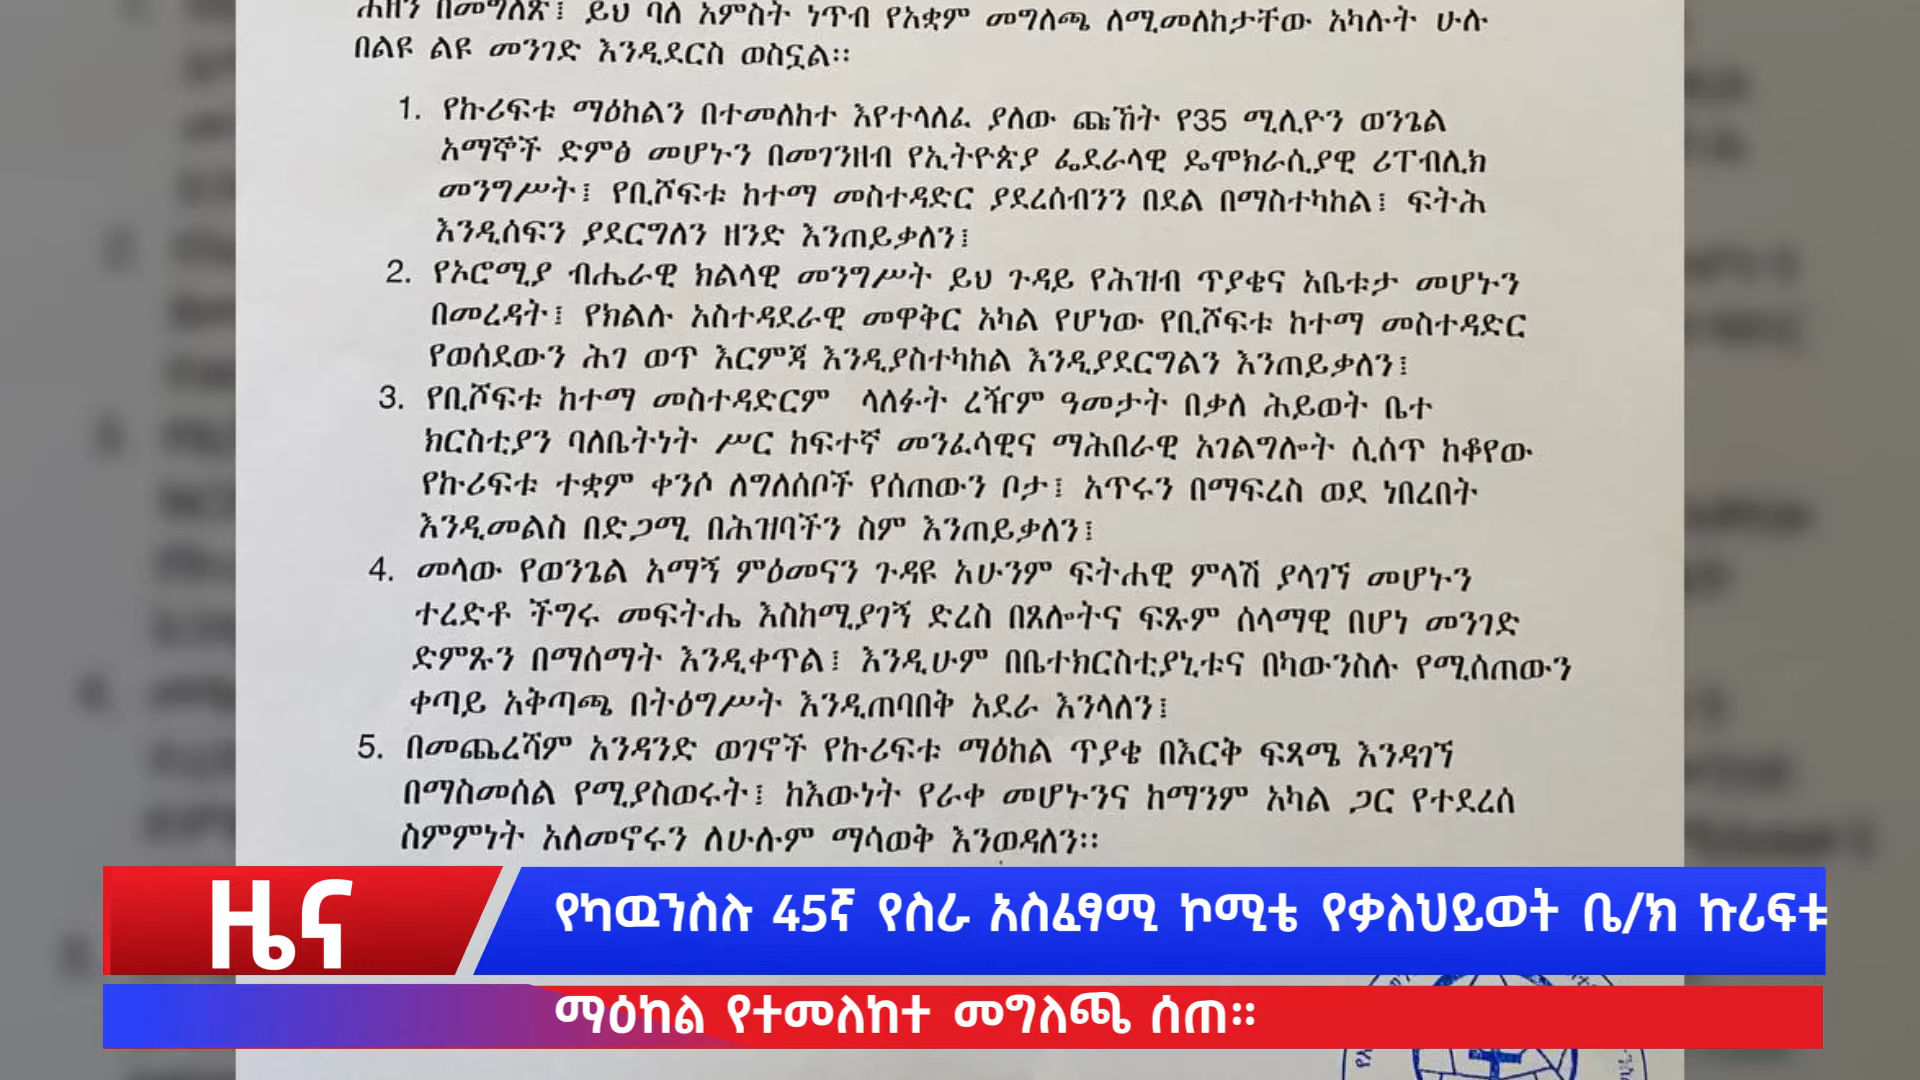 ሐዘን በመግለጽ፤ ይህ ባለ አምስት ነጥብ የአቋም መግለጫ ለሚመለከታቸው አካሉት ሁሉ
በልዩ ልዩ መንገድ እንዲደርስ ወስኗል፡፡
1. የኩሪፍቱ ማዕከልን በተመለከተ እየተላለፈ ያለው ጩኸት የ35 ሚሊዮን ወንጌል
አማኞች ድምፅ መሆኑን በመገንዘብ የኢትዮጵያ ፌደራላዊ ዴሞክራሲያዊ ሪፐብሊክ
መንግሥት፤ የቢሾፍቱ ከተማ መስተዳድር ያደረሰብንን በደል በማስተካከል፤ ፍትሕ
እንዲሰፍን ያደርግለን ዘንድ እንጠይቃለን፤
2. የኦሮሚያ ብሔራዊ ክልላዊ መንግሥት ይህ ጉዳይ የሕዝብ ጥያቄና አቤቱታ መሆኑን
በመረዳት፤ የክልሉ አስተዳደራዊ መዋቅር አካል የሆነው የቢሾፍቱ ከተማ መስተዳድር
የወሰደውን ሕገ ወጥ እርምጃ እንዲያስተካከል እንዲያደርግልን እንጠይቃለን፤
3. የቢሾፍቱ ከተማ መስተዳድርም ላለፉት ረዥም ዓመታት በቃለ ሕይወት ቤተ
ክርስቲያን ባለቤትነት ሥር ከፍተኛ መንፈሳዊና ማሕበራዊ አገልግሎት ሲሰጥ ከቆየው
የኩሪፍቱ ተቋም ቀንሶ ለግለሰቦች የሰጠውን ቦታ፤ አጥሩን በማፍረስ ወደ ነበረበት
እንዲመልስ በድጋሚ በሕዝባችን ስም እንጠይቃለን፤
4. መላው የወንጌል አማኝ ምዕመናን ጉዳዩ አሁንም ፍትሐዊ ምላሽ ያላገኘ መሆኑን
ተረድቶ ችግሩ መፍትሔ እስከሚያገኝ ድረስ በጸሎትና ፍጹም ሰላማዊ በሆነ መንገድ
ድምጹን በማሰማት እንዲቀጥል፤ እንዲሁም በቤተክርስቲያኒቱና በካውንስሉ የሚሰጠውን
ቀጣይ አቅጣጫ በትዕግሥት እንዲጠባበቅ አደራ እንላለን፤
5. በመጨረሻም አንዳንድ ወገኖች የኩሪፍቱ ማዕከል ጥያቄ በእርቅ ፍጻሜ እንዳገኘ
በማስመሰል የሚያስወሩት፤ ከእውነት የራቀ መሆኑንና ከማንም አካል ጋር የተደረሰ
ስምምነት አለመኖሩን ለሁሉም ማሳወቅ እንወዳለን፡፡
ዜና
የካዉንስሉ 45ኛ የስራ አስፈፃሚ ኮሚቴ የቃለህይወት ቤ/ክ ኩሪፍቱ
ማዕከል የተመለከተ መግለጫ ሰጠ።